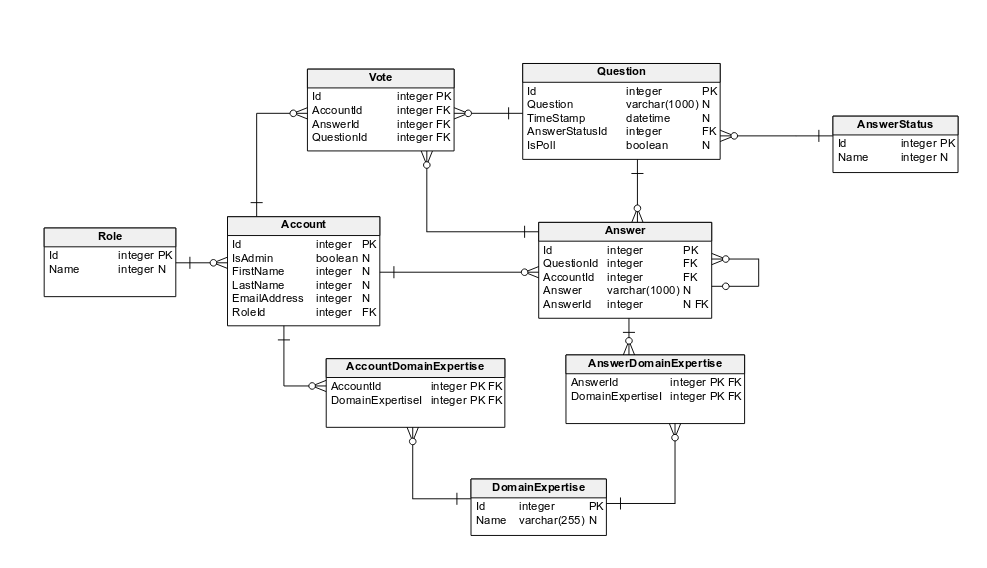 Vote
Id integer PK
AccountId integer FK
AnswerId integer FK
QuestionId integer FK
Question
Id integer PK
Question varchar(1000) N
TimeStamp datetime N
AnswerStatusId integer FK
IsPoll boolean N
AnswerStatus
Id integer PK
Name integer N
Role
Id integer PK
Name integer N
Account
Id integer PK
IsAdmin boolean N
FirstName integer N
LastName integer N
EmailAddress integer N
RoleId integer FK
Answer
Id integer PK
QuestionId integer FK
AccountId integer FK
Answer varchar(1000) N
AnswerId integer N FK
AccountDomainExpertise
AccountId integer PK FK
DomainExpertiseI integer PK FK
AnswerDomainExpertise
AnswerId integer PK FK
DomainExpertiseI integer PK FK
DomainExpertise
Id integer PK
Name varchar(255) N